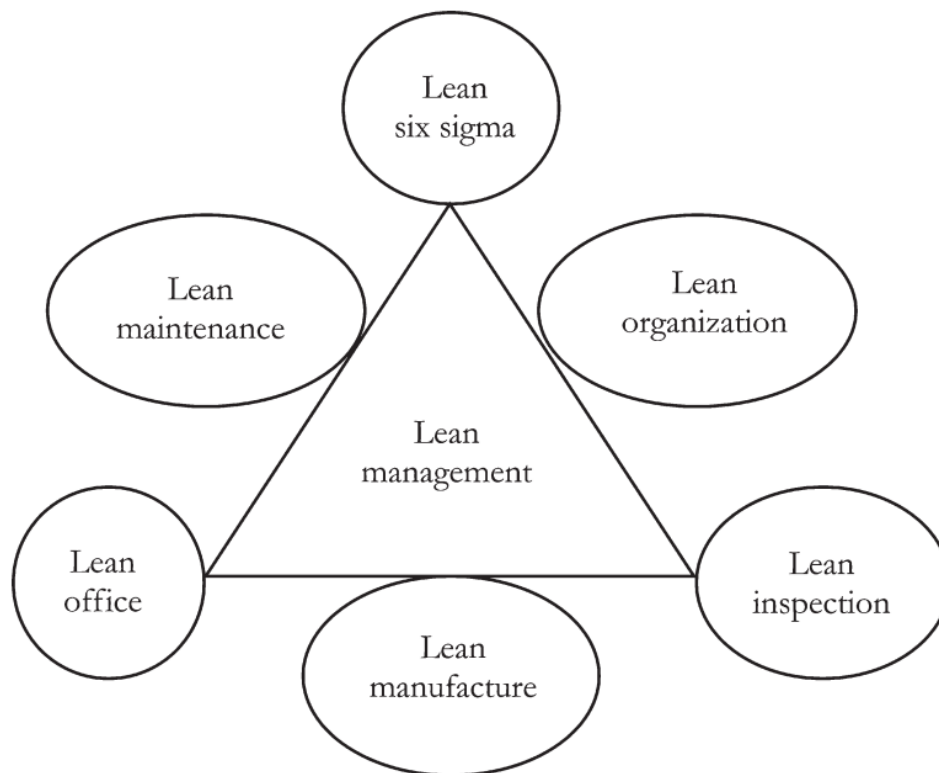 Lean
six sigma
Lean
maintenance
Lean
organization
Lean
management
Lean
office
Lean
inspection
Lean
manufacture